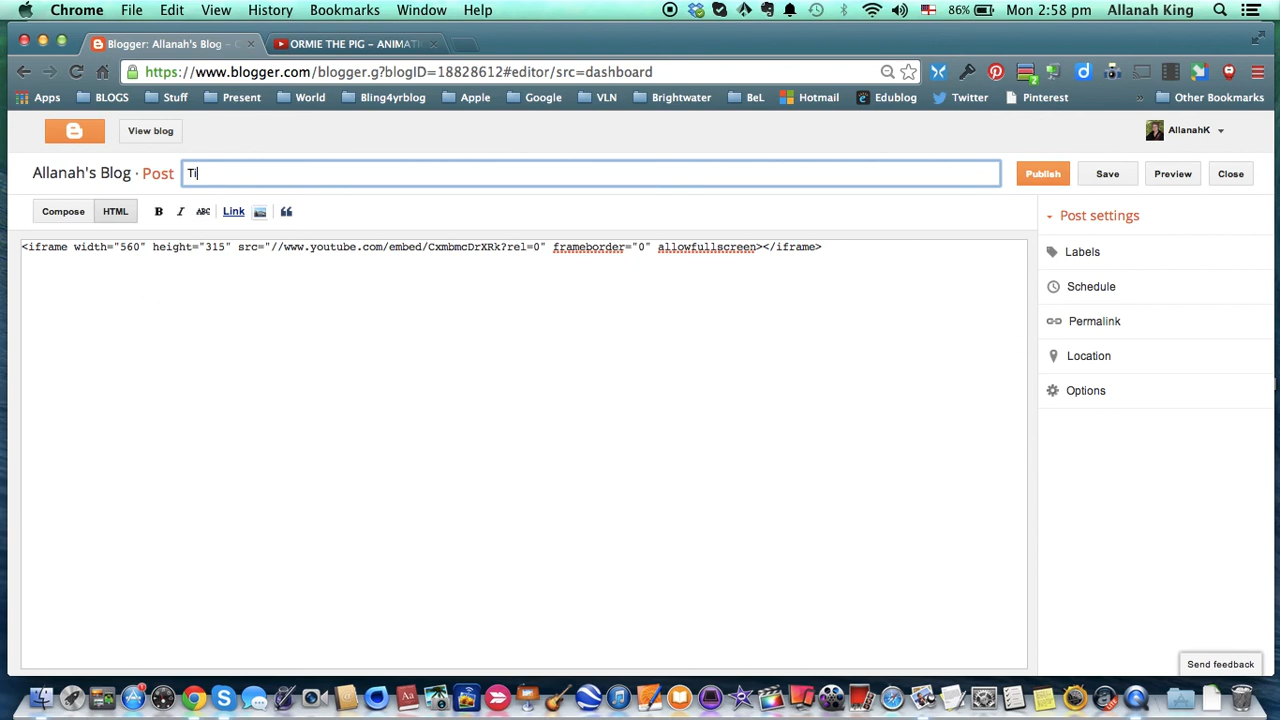 Chrome File Edit View History Bookmarks Window Help 86% Mon 2:58 pm Allanah King
Blogger: Allanah's Blog - × ORMIE THE PIG – ANIMATI ×
https://www.blogger.com/blogger.g?blogID=18828612#editor/src=dashboard
Apps BLOGS Stuff Present World Bling4yrblog Apple Google VLN Brightwater BeL Hotmail Edublog Twitter Pinterest » Other Bookmarks
View blog AllanahK
Allanah's Blog · Post Ti Publish Save Preview Close
Compose HTML B I ABC Link
Post settings
<iframe width="560" height="315" src="//www.youtube.com/embed/CxmbmcDrXRk?rel=0" frameborder="0" allowfullscreen></iframe>
Labels
Schedule
Permalink
Location
Options
Send feedback